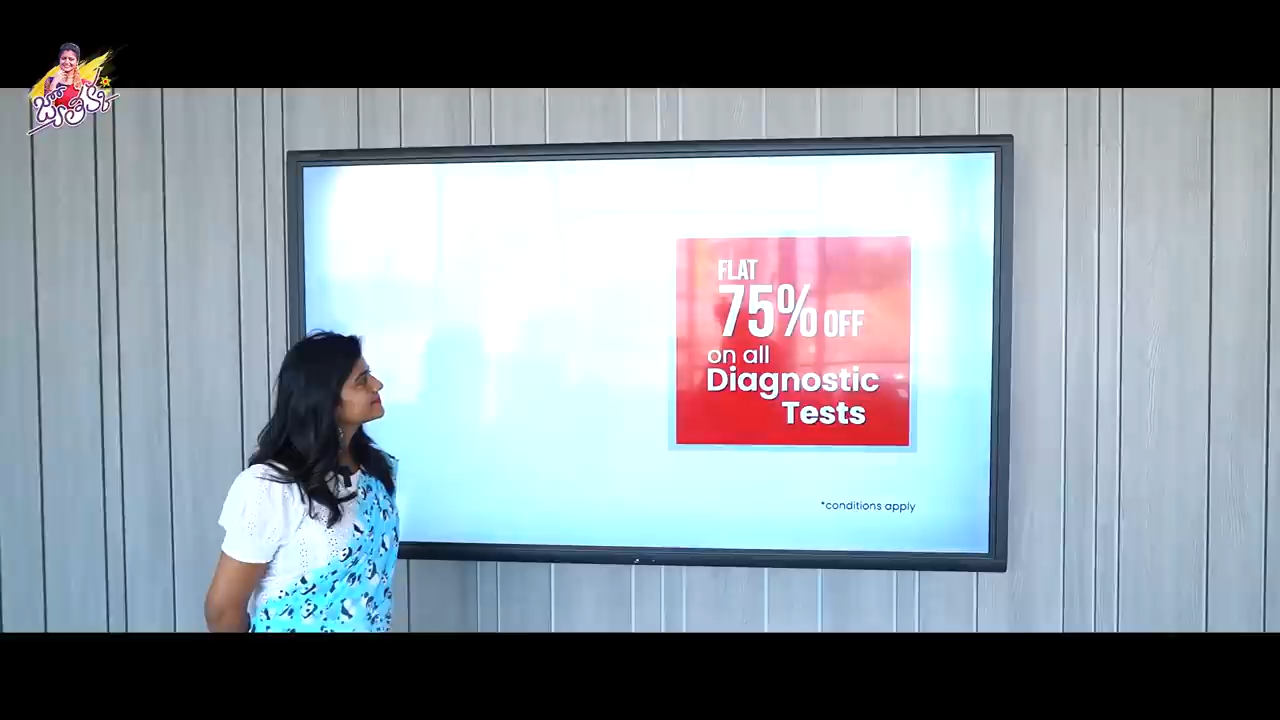 FLAT
75% OFF
on all
Diagnostic
Tests
*conditions apply